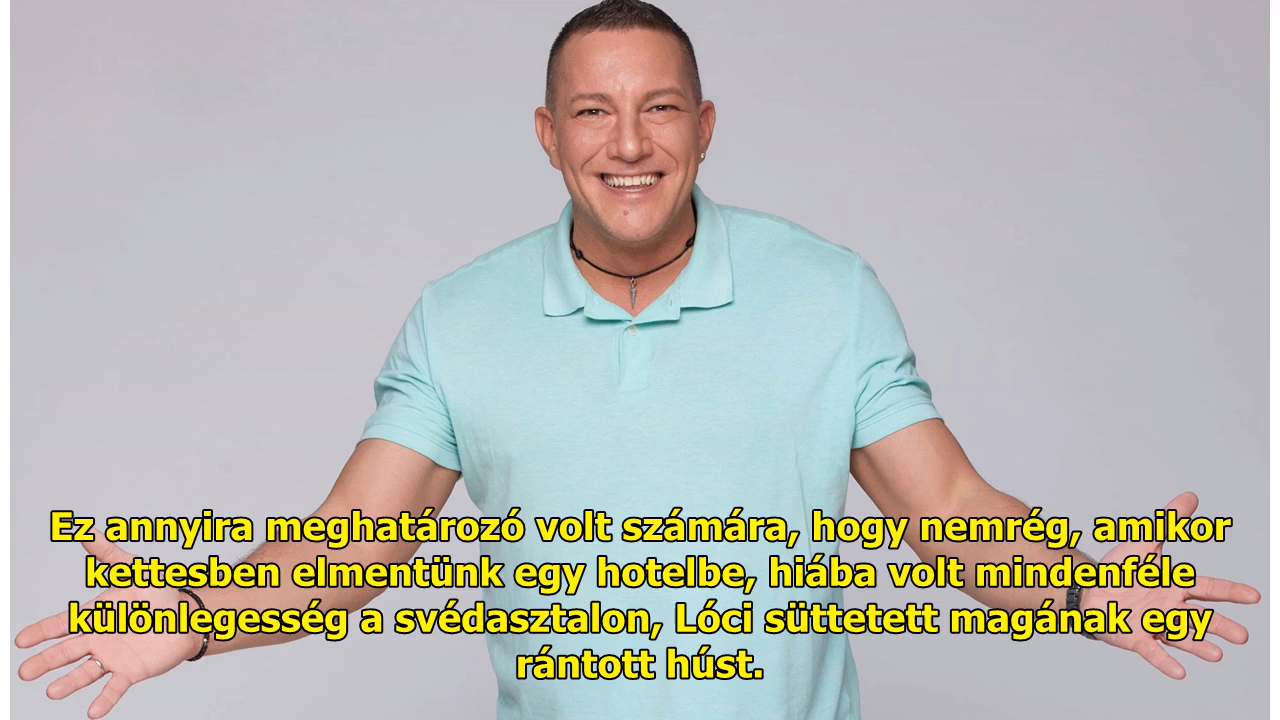 Ez annyira meghatározó volt számára, hogy nemrég, amikor
kettesben elmentünk egy hotelbe, hiába volt mindenféle
különlegesség a svédasztalon, Lóci süttetett magának egy
rántott húst.